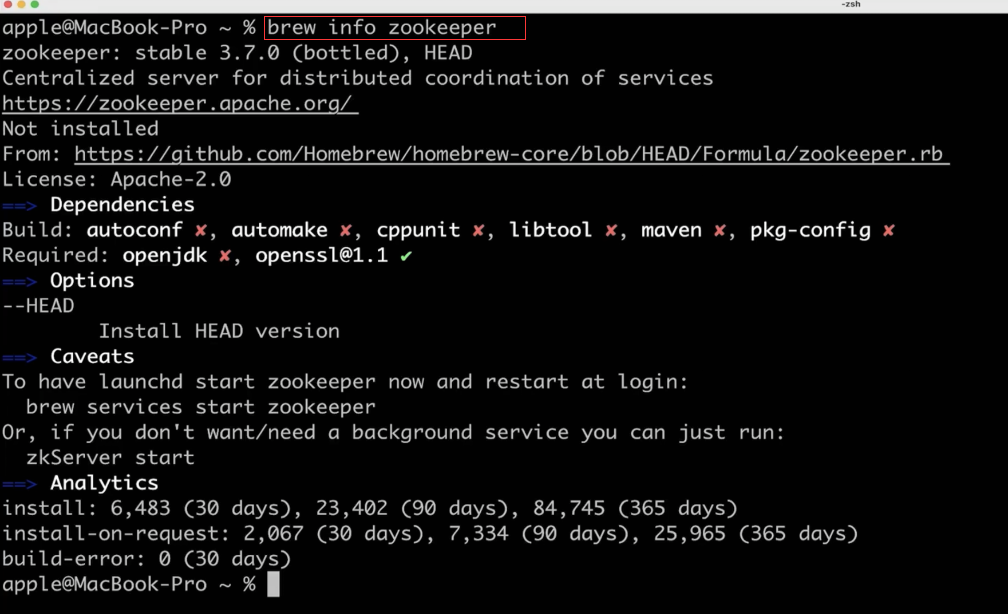 -zsh
apple@MacBook-Pro ~ % brew info zookeeper
zookeeper: stable 3.7.0 (bottled), HEAD
Centralized server for distributed coordination of services
https://zookeeper.apache.org/
Not installed
From: https://github.com/Homebrew/homebrew-core/blob/HEAD/Formula/zookeeper.rb
License: Apache-2.0
==> Dependencies
Build: autoconf ✘, automake ✘, cppunit ✘, libtool ✘, maven ✘, pkg-config ✘
Required: openjdk ✘, openssl@1.1 ✔
==> Options
--HEAD
        Install HEAD version
==> Caveats
To have launchd start zookeeper now and restart at login:
  brew services start zookeeper
Or, if you don't want/need a background service you can just run:
  zkServer start
==> Analytics
install: 6,483 (30 days), 23,402 (90 days), 84,745 (365 days)
install-on-request: 2,067 (30 days), 7,334 (90 days), 25,965 (365 days)
build-error: 0 (30 days)
apple@MacBook-Pro ~ %